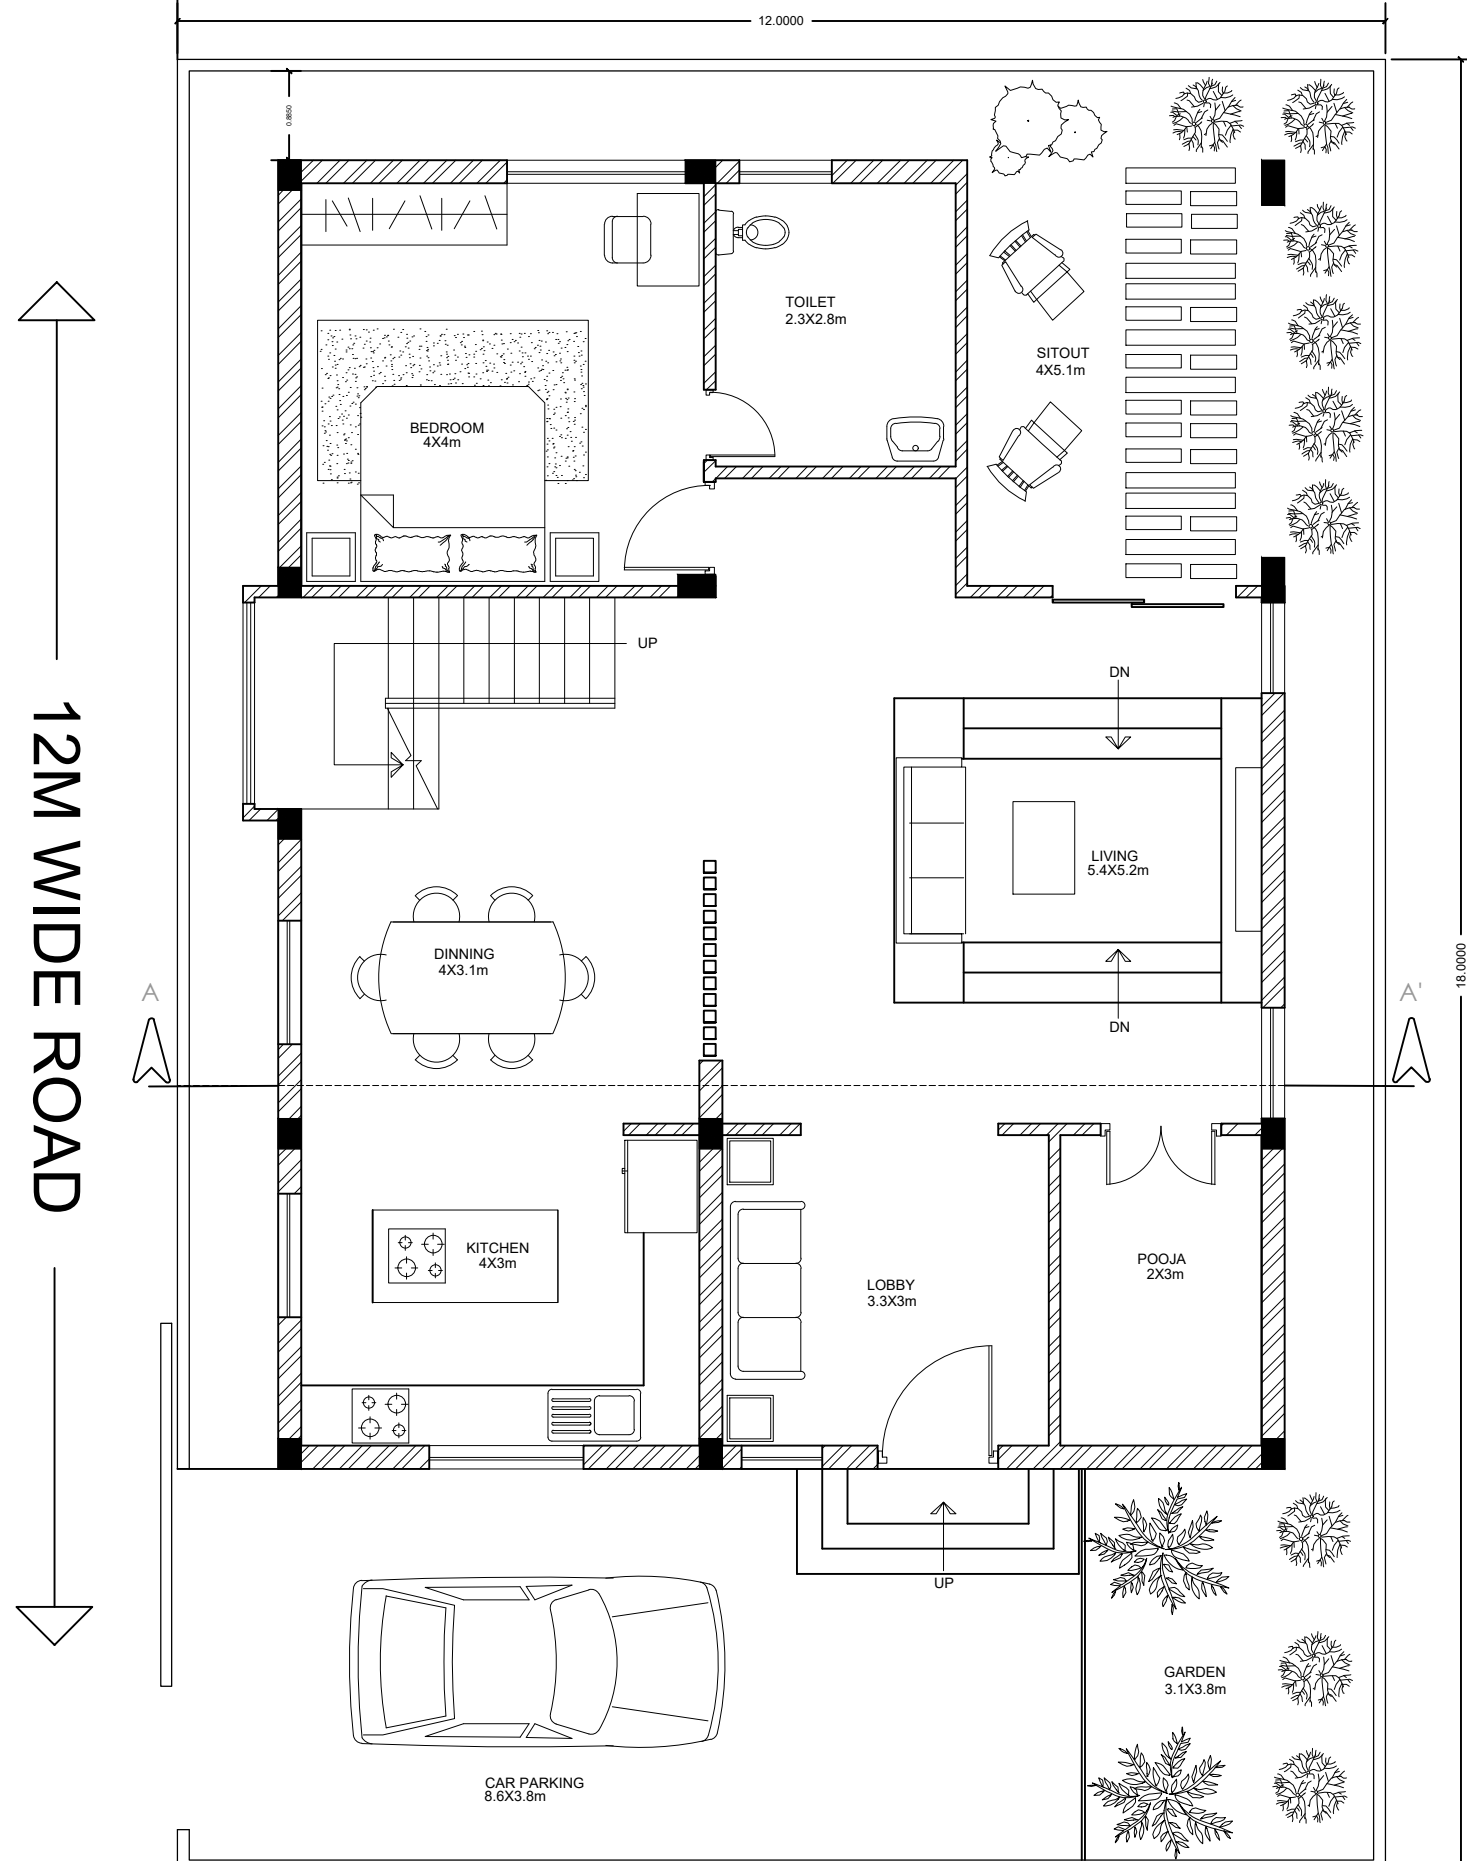 12.0000
0.8850
TOILET
2.3X2.8m
SITOUT
4X5.1m
BEDROOM
4X4m
UP
DN
LIVING
5.4X5.2m
DINNING
4X3.1m
18.0000
A
A'
DN
12M WIDE ROAD
KITCHEN
4X3m
LOBBY
3.3X3m
POOJA
2X3m
UP
GARDEN
3.1X3.8m
CAR PARKING
8.6X3.8m